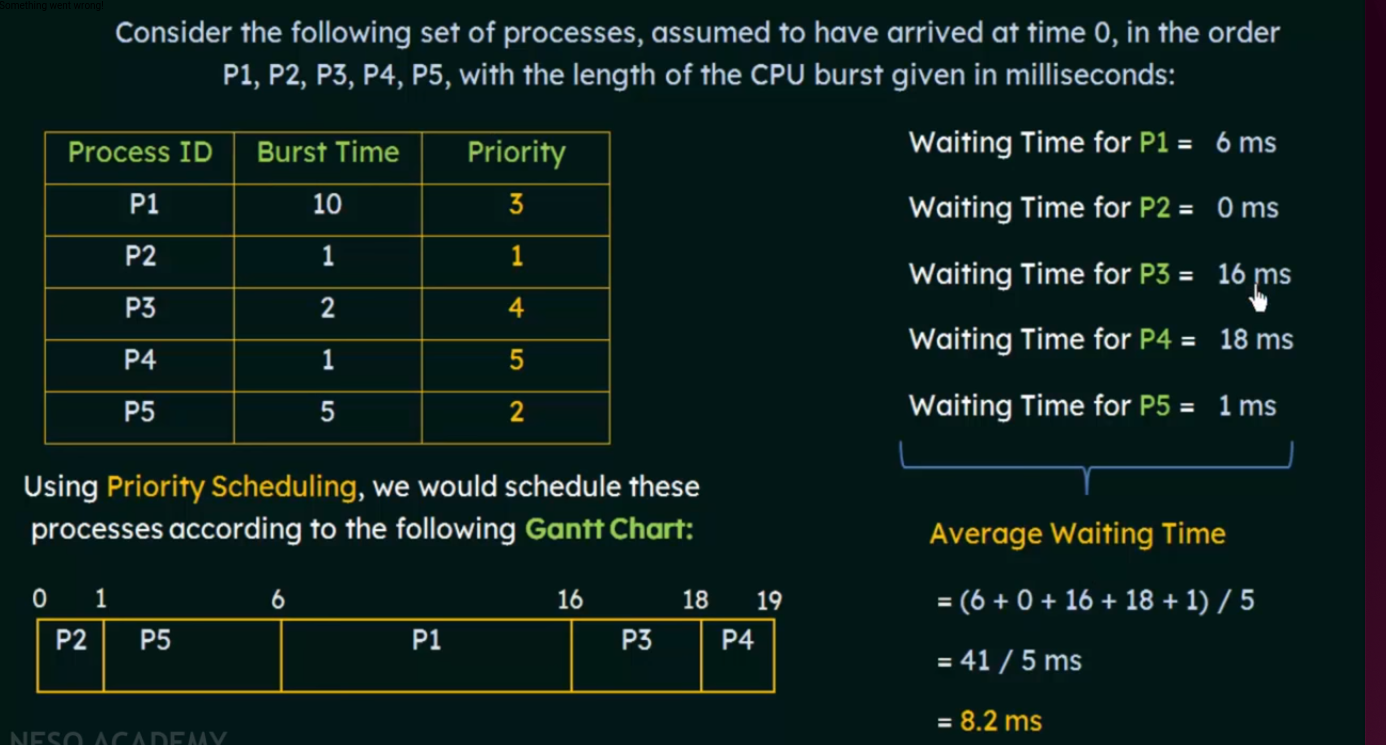 Something went wrong!
Consider the following set of processes, assumed to have arrived at time 0, in the order
P1, P2, P3, P4, P5, with the length of the CPU burst given in milliseconds:
Process ID Burst Time Priority
P1 10 3
P2 1 1
P3 2 4
P4 1 5
P5 5 2
Using Priority Scheduling, we would schedule these
processes according to the following Gantt Chart:
0 1 6 16 18 19
P2 P5 P1 P3 P4
Waiting Time for P1 = 6 ms
Waiting Time for P2 = 0 ms
Waiting Time for P3 = 16 ms
Waiting Time for P4 = 18 ms
Waiting Time for P5 = 1 ms
Average Waiting Time
= (6 + 0 + 16 + 18 + 1) / 5
= 41 / 5 ms
= 8.2 ms
NESO ACADEMY